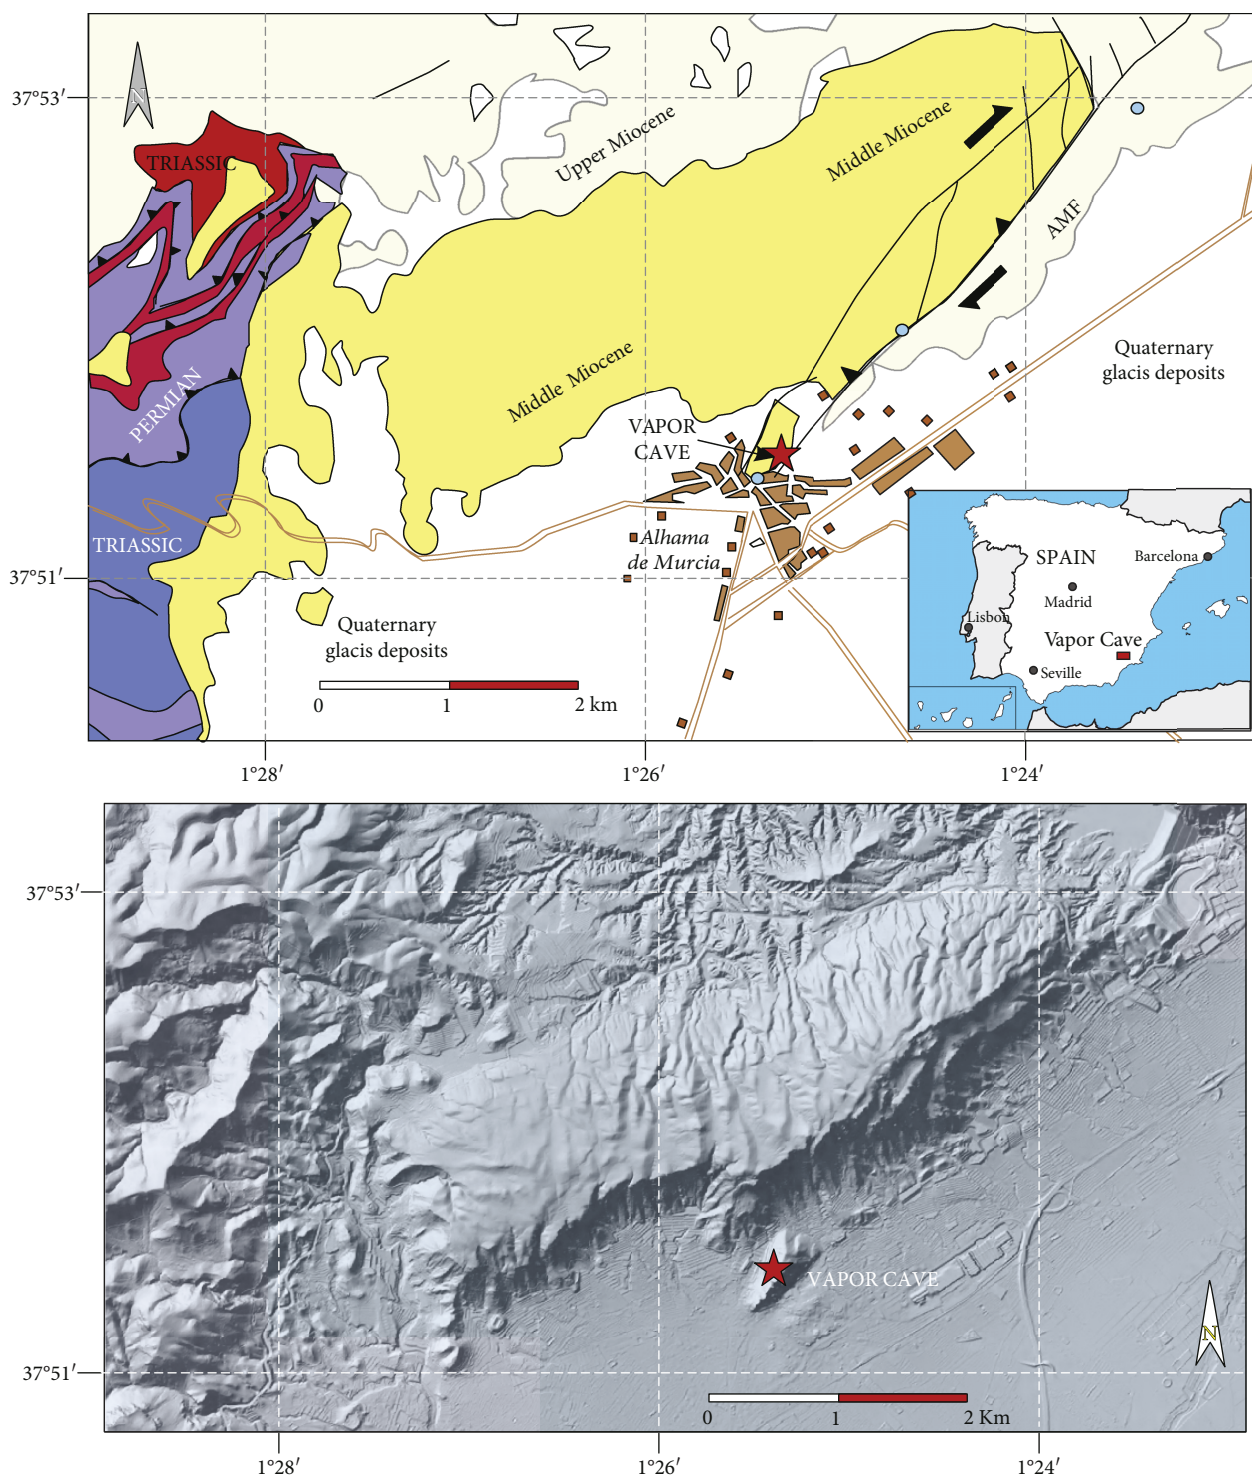 N
37°53′
TRIASSIC
Upper Miocene
Middle Miocene
AMF
Quaternary
glacis deposits
Middle Miocene
PERMIAN
VAPOR
CAVE
TRIASSIC
Alhama
de Murcia
37°51′
Quaternary
glacis deposits
0 1 2 km
SPAIN
Barcelona
Madrid
Lisbon
Vapor Cave
Seville
1°28′ 1°26′ 1°24′
37°53′
VAPOR CAVE
N
37°51′
0 1 2 Km
1°28′ 1°26′ 1°24′